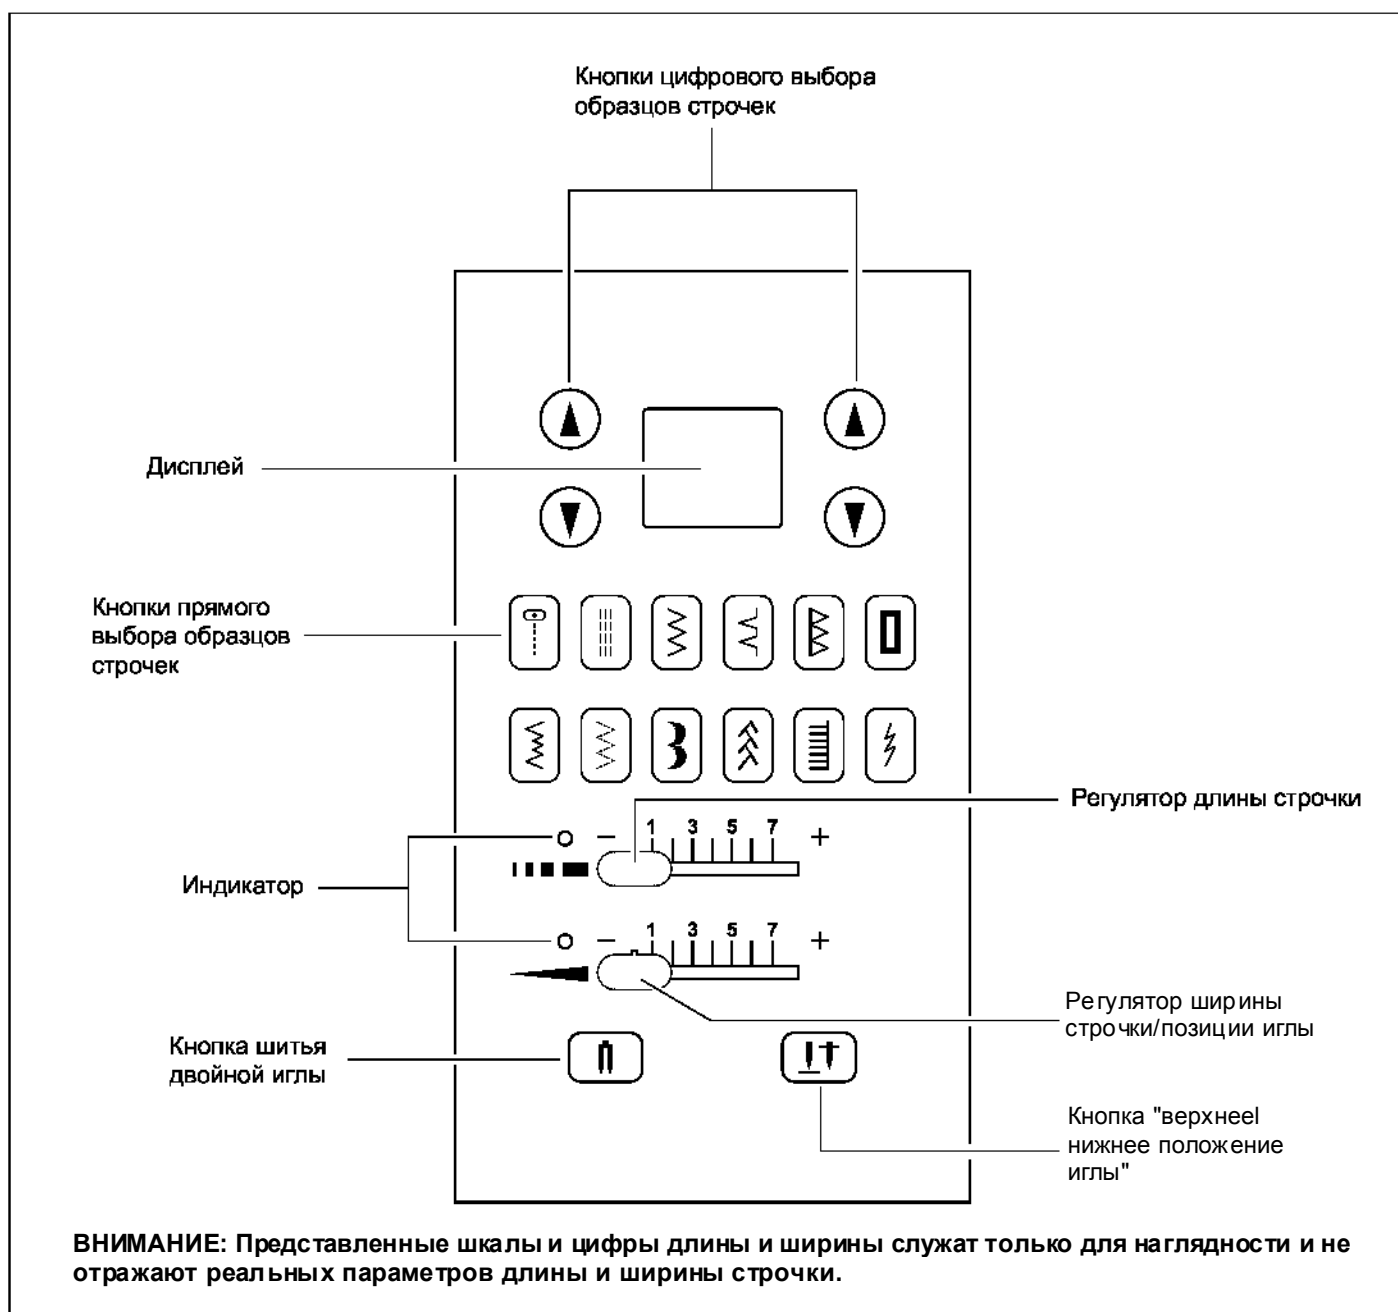 Кнопки цифрового выбора
образцов строчек
Дисплей
Кнопки прямого
выбора образцов
строчек
Регулятор длины строчки
− 1 3 5 7 +
Индикатор
− 1 3 5 7 +
Регулятор ширины
строчки/позиции иглы
Кнопка шитья
двойной иглы
Кнопка "верхнееl
нижнее положение
иглы"
ВНИМАНИЕ: Представленные шкалы и цифры длины и ширины служат только для наглядности и не
отражают реальных параметров длины и ширины строчки.